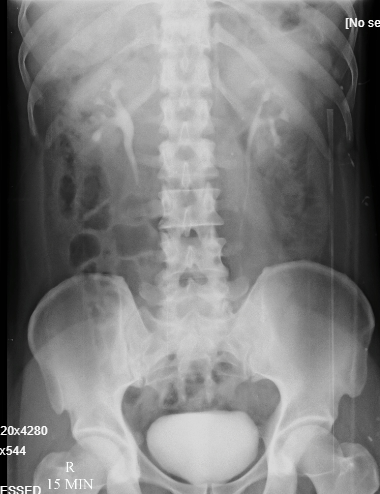 [No se
20x4280
x544
R
15 MIN
ESSED